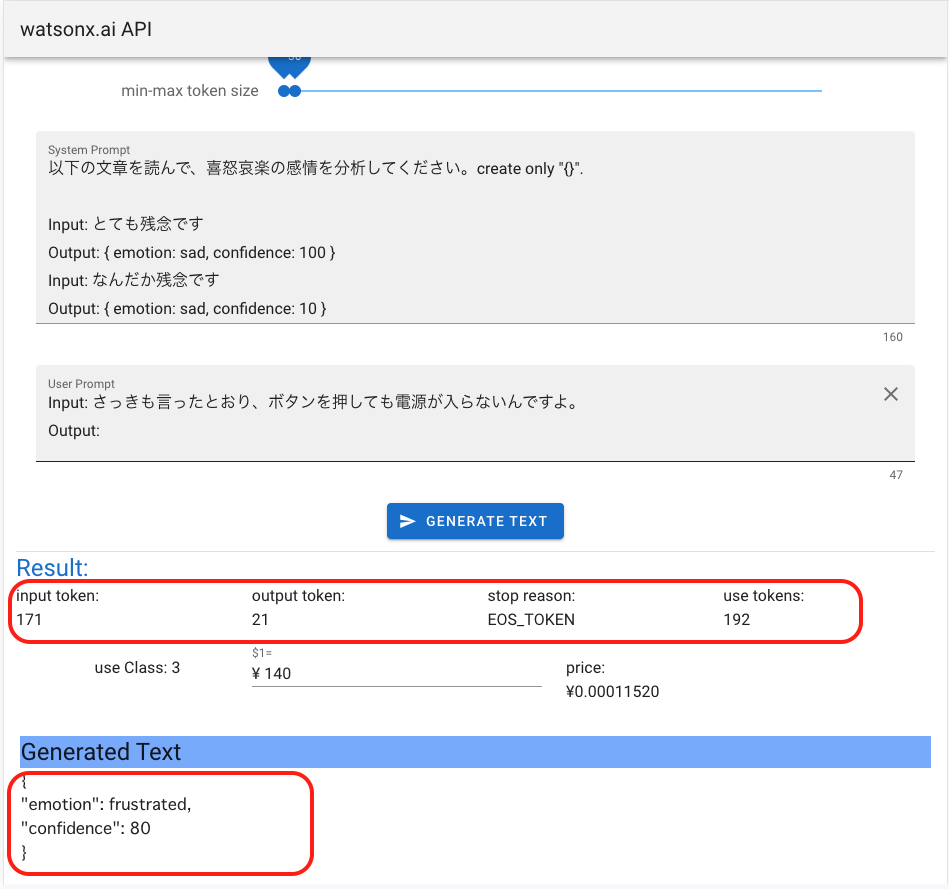 watsonx.ai API
min-max token size
System Prompt
以下の文章を読んで、喜怒哀楽の感情を分析してください。create only "{}".
Input: とても残念です
Output: { emotion: sad, confidence: 100 }
Input: なんだか残念です
Output: { emotion: sad, confidence: 10 }
160
User Prompt
Input: さっきも言ったとおり、ボタンを押しても電源が入らないんですよ。
Output:
47
GENERATE TEXT
Result:
input token: output token: stop reason: use tokens:
171 21 EOS_TOKEN 192
use Class: 3
$1=
¥ 140
price:
¥0.00011520
Generated Text
{
"emotion": frustrated,
"confidence": 80
}